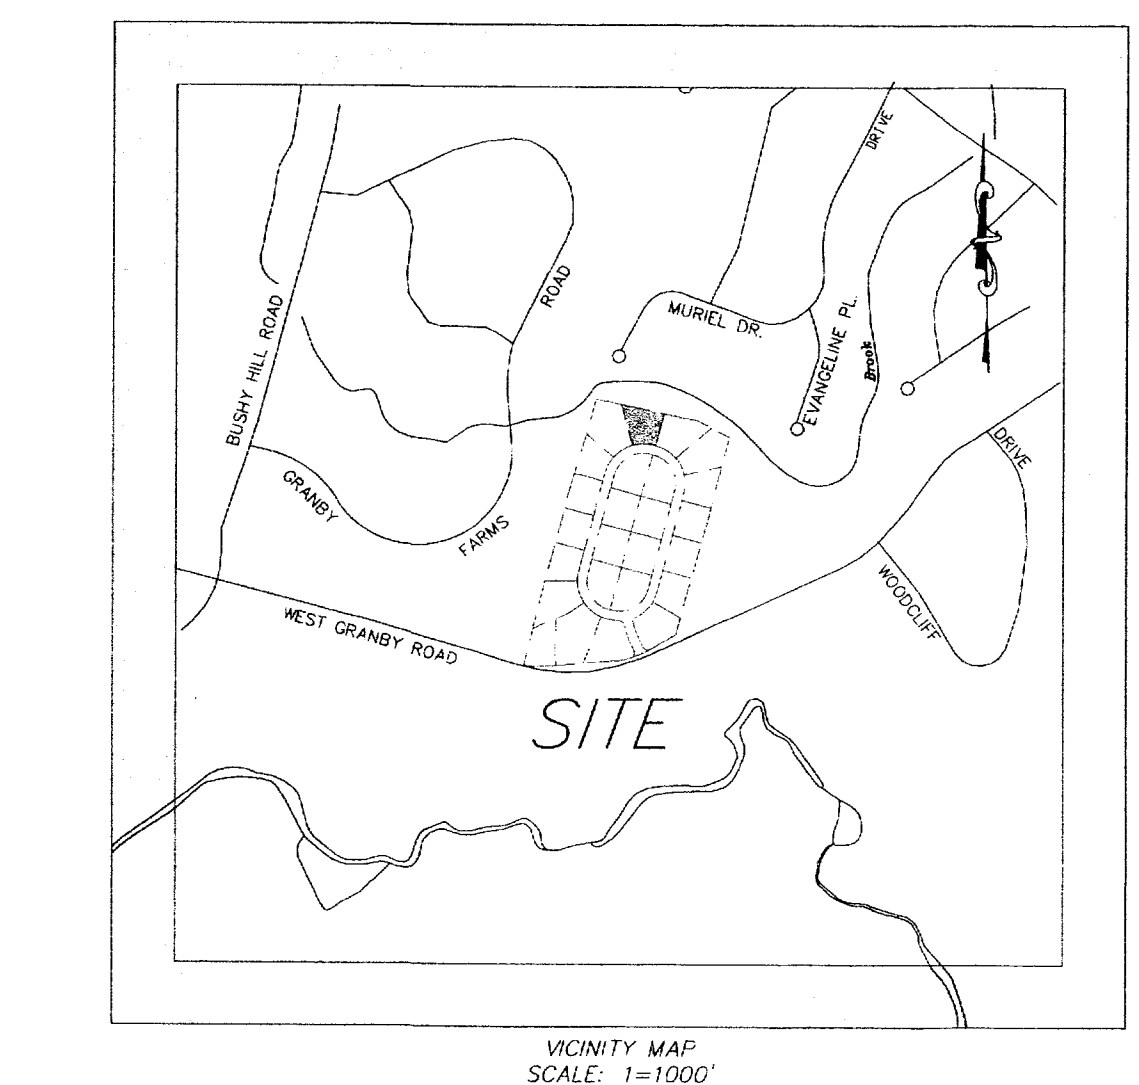 DRIVE
ROAD
MURIEL DR.
BUSHY HILL ROAD
EVANGELINE PL.
Brook
GRANBY
FARMS
DRIVE
WOODCLIFF
WEST GRANBY ROAD
SITE
VICINITY MAP
SCALE: 1=1000'